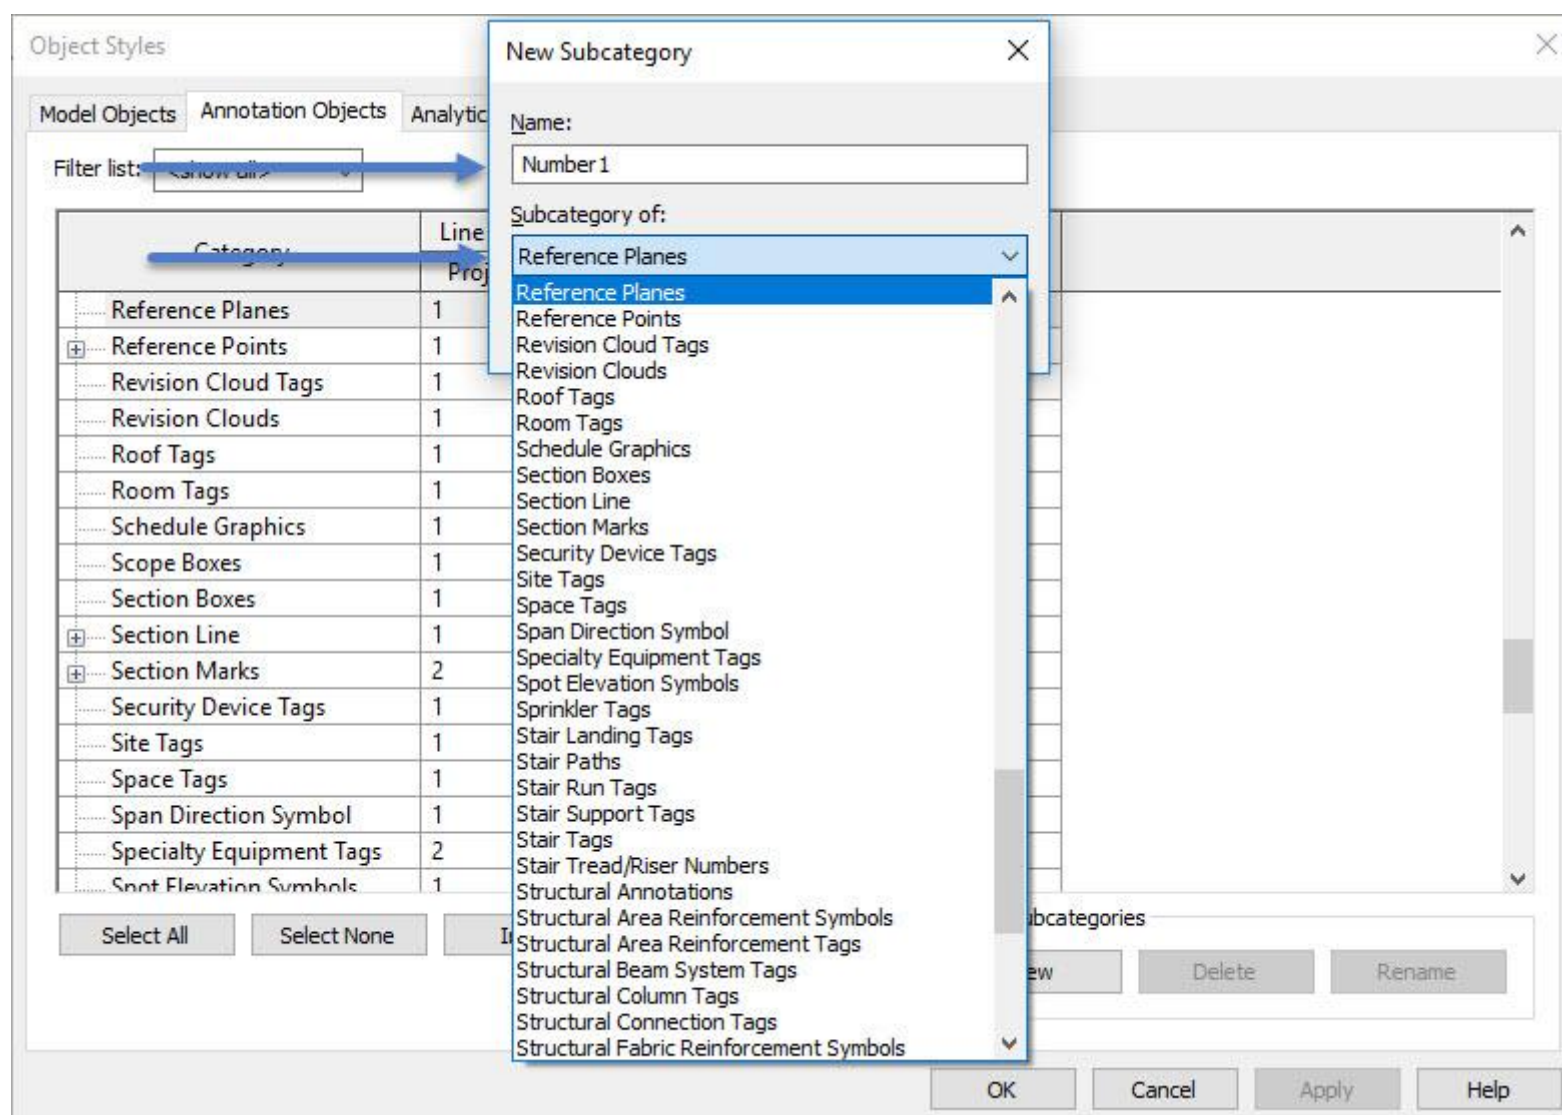 Object Styles
New Subcategory
Model Objects
Annotation Objects
Analytic
Name:
Filter list:
<show all>
Number1
Subcategory of:
Reference Planes
Category
Line
Proj
Reference Planes 1
Reference Points 1
Revision Cloud Tags 1
Revision Clouds 1
Roof Tags 1
Room Tags 1
Schedule Graphics 1
Scope Boxes 1
Section Boxes 1
Section Line 1
Section Marks 2
Security Device Tags 1
Site Tags 1
Space Tags 1
Span Direction Symbol 1
Specialty Equipment Tags 2
Spot Elevation Symbols 1
Reference Planes
Reference Points
Revision Cloud Tags
Revision Clouds
Roof Tags
Room Tags
Schedule Graphics
Section Boxes
Section Line
Section Marks
Security Device Tags
Site Tags
Space Tags
Span Direction Symbol
Specialty Equipment Tags
Spot Elevation Symbols
Sprinkler Tags
Stair Landing Tags
Stair Paths
Stair Run Tags
Stair Support Tags
Stair Tags
Stair Tread/Riser Numbers
Structural Annotations
Structural Area Reinforcement Symbols
Structural Area Reinforcement Tags
Structural Beam System Tags
Structural Column Tags
Structural Connection Tags
Structural Fabric Reinforcement Symbols
Select All
Select None
ubcategories
ew
Delete
Rename
OK
Cancel
Apply
Help